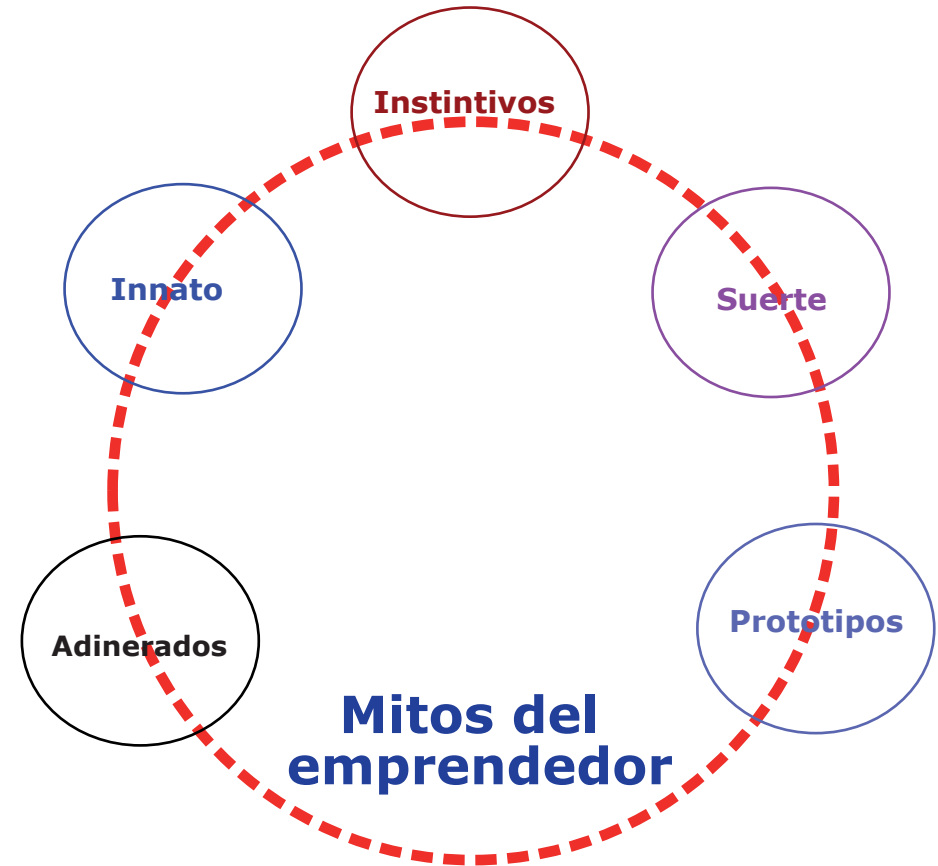 Instintivos
Innato
Suerte
Prototipos
Adinerados
Mitos del
emprendedor